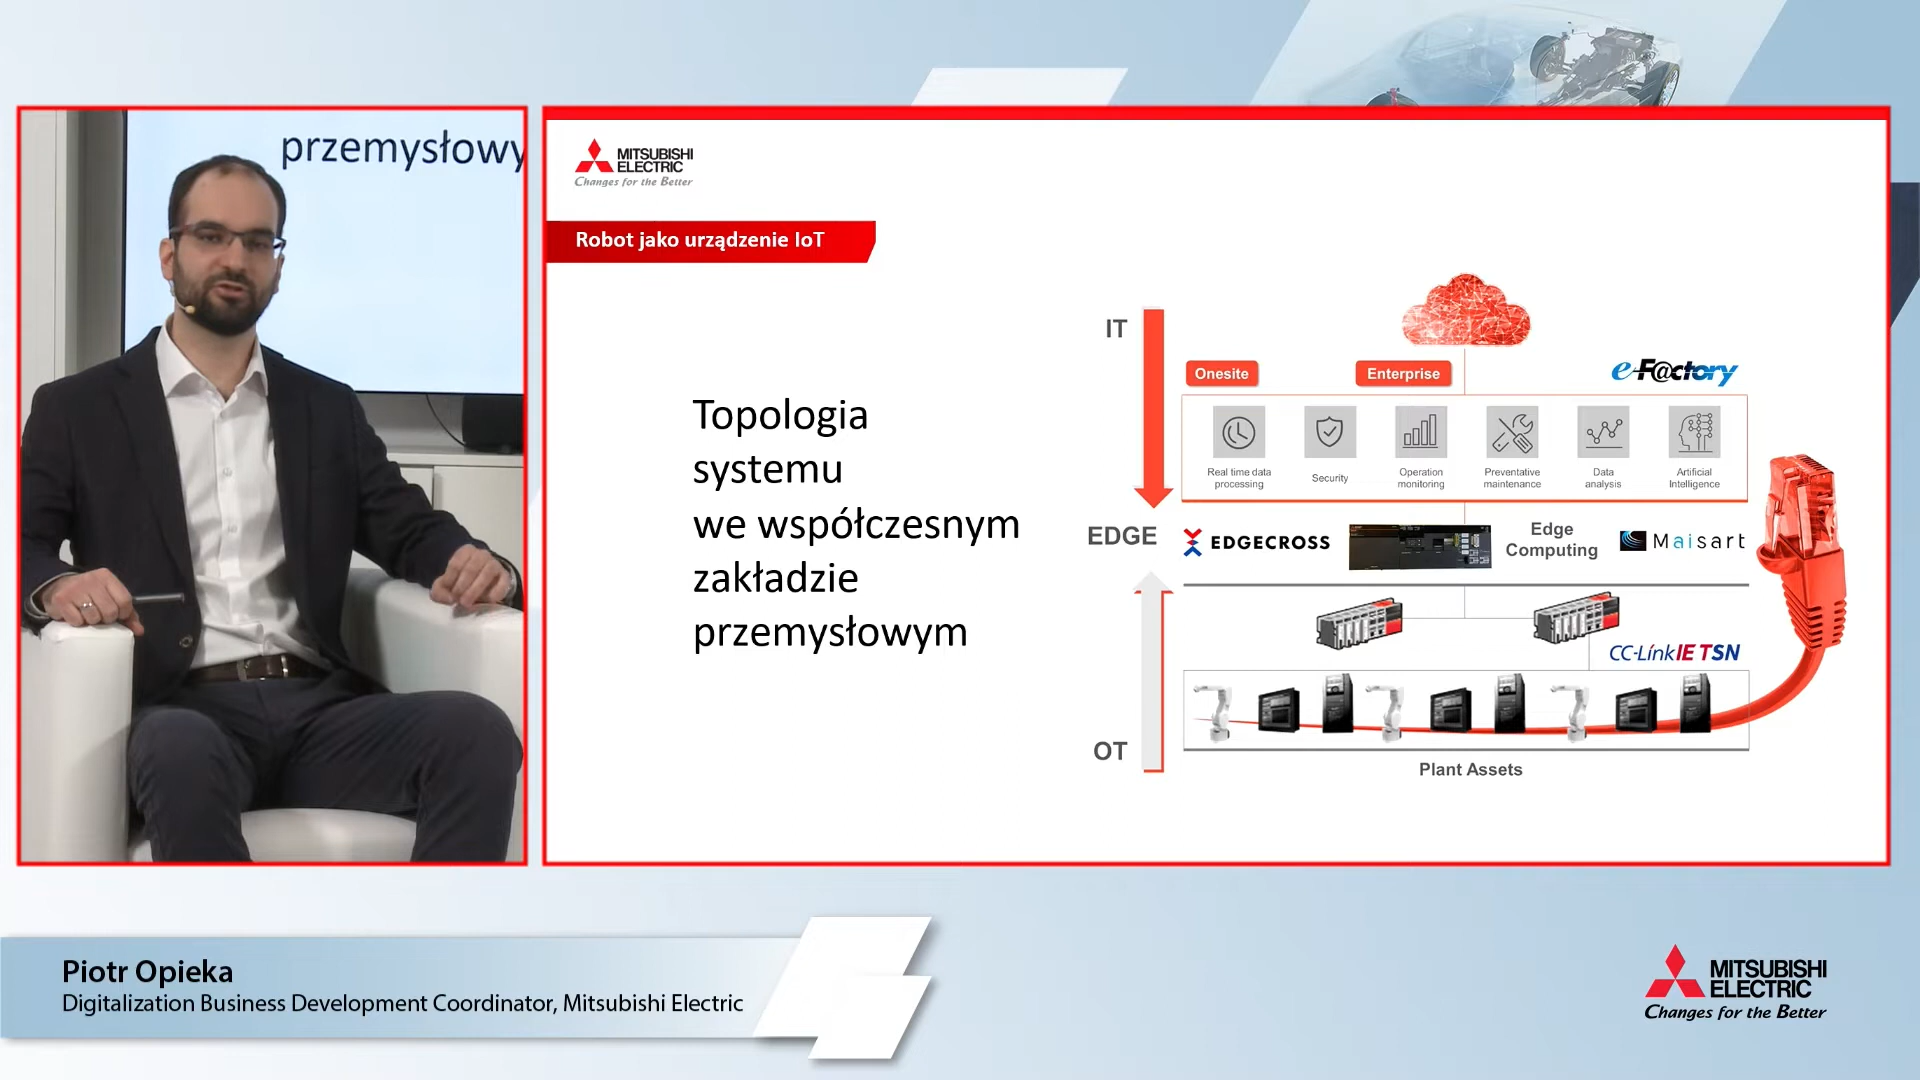 przemysłowy
MITSUBISHI
ELECTRIC
Changes for the Better
Robot jako urządzenie IoT
Topologia
systemu
we współczesnym
zakładzie
przemysłowym
IT
Onesite
Enterprise
e-F@ctory
Real time data
processing
Security
Operation
monitoring
Preventative
maintenance
Data
analysis
Artificial
Intelligence
EDGE
EDGECROSS
Edge
Computing
Maisart
CC-Link IE TSN
OT
Plant Assets
Piotr Opieka
Digitalization Business Development Coordinator, Mitsubishi Electric
MITSUBISHI
ELECTRIC
Changes for the Better